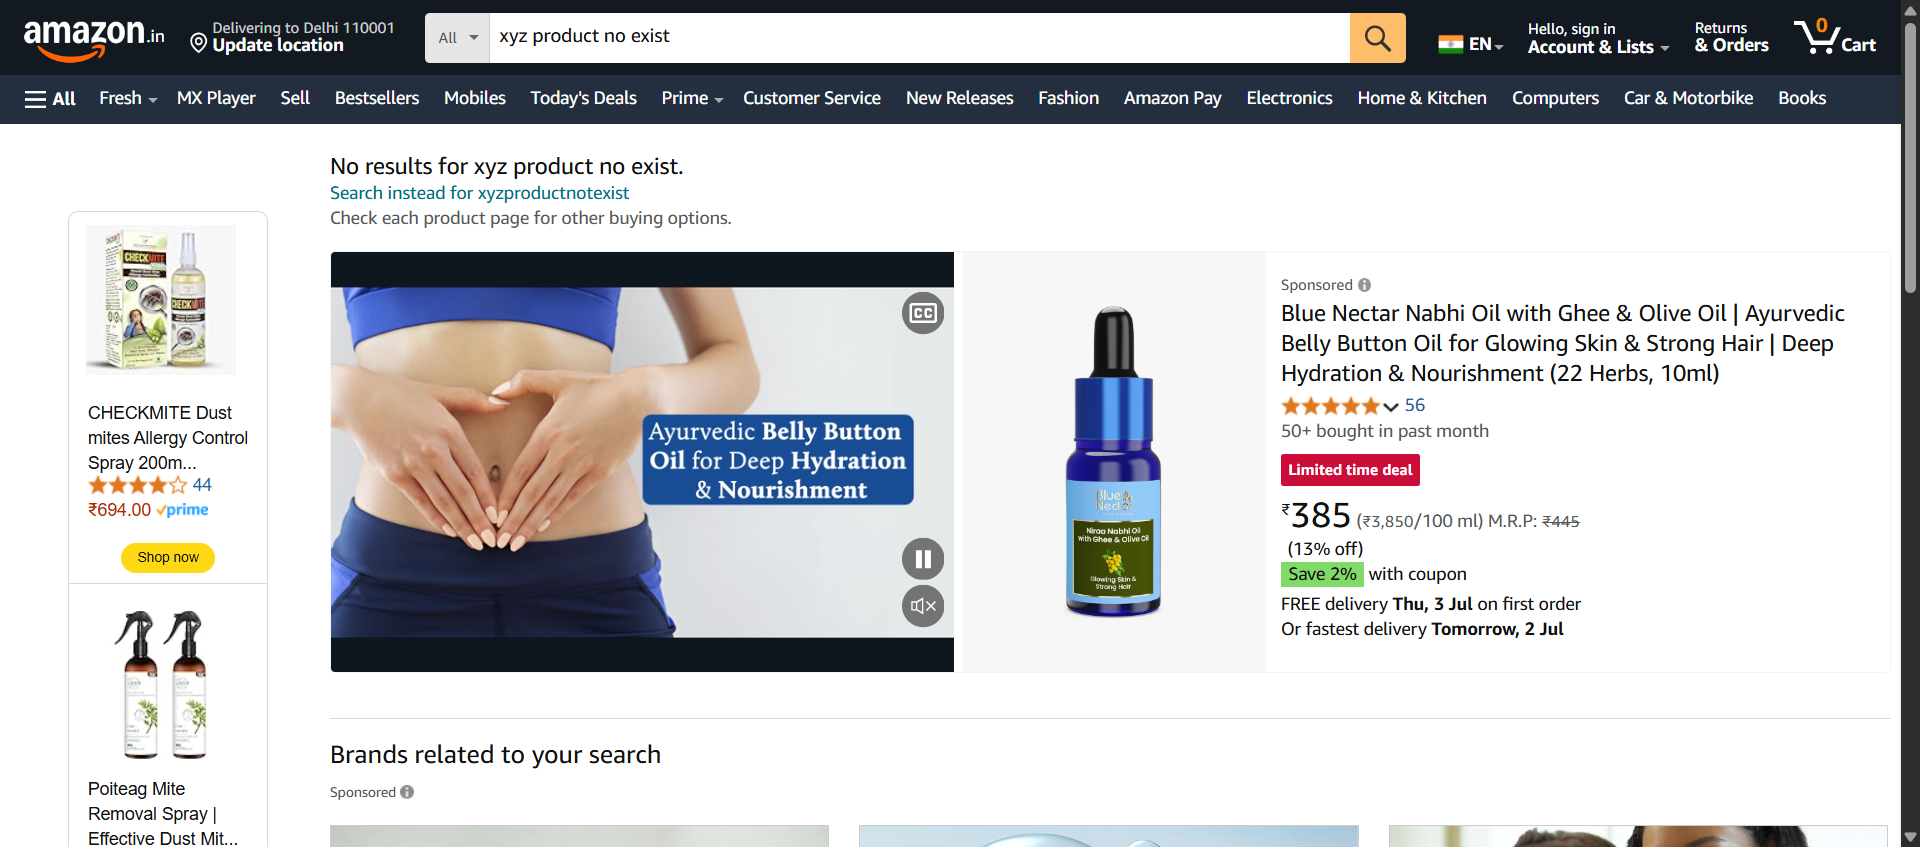 amazon.in
Delivering to Delhi 110001
Update location
All
xyz product no exist
EN
Hello, sign in
Account & Lists
Returns
& Orders
0
Cart
All
Fresh
MX Player
Sell
Bestsellers
Mobiles
Today's Deals
Prime
Customer Service
New Releases
Fashion
Amazon Pay
Electronics
Home & Kitchen
Computers
Car & Motorbike
Books
No results for xyz product no exist.
Search instead for xyzproductnotexist
Check each product page for other buying options.
CHECKMITE
CHECKMITE
CHECKMITE Dust
mites Allergy Control
Spray 200m...
44
₹694.00 prime
Shop now
Poiteag Mite
Removal Spray |
Effective Dust Mit...
CC
Ayurvedic Belly Button
Oil for Deep Hydration
& Nourishment
Blue
Nectar
Niraa Nabhi Oil
with Ghee & Olive Oil
Glowing Skin &
Strong Hair
Sponsored
Blue Nectar Nabhi Oil with Ghee & Olive Oil | Ayurvedic
Belly Button Oil for Glowing Skin & Strong Hair | Deep
Hydration & Nourishment (22 Herbs, 10ml)
56
50+ bought in past month
Limited time deal
₹385 (₹3,850/100 ml) M.R.P: ₹445
(13% off)
Save 2% with coupon
FREE delivery Thu, 3 Jul on first order
Or fastest delivery Tomorrow, 2 Jul
Brands related to your search
Sponsored